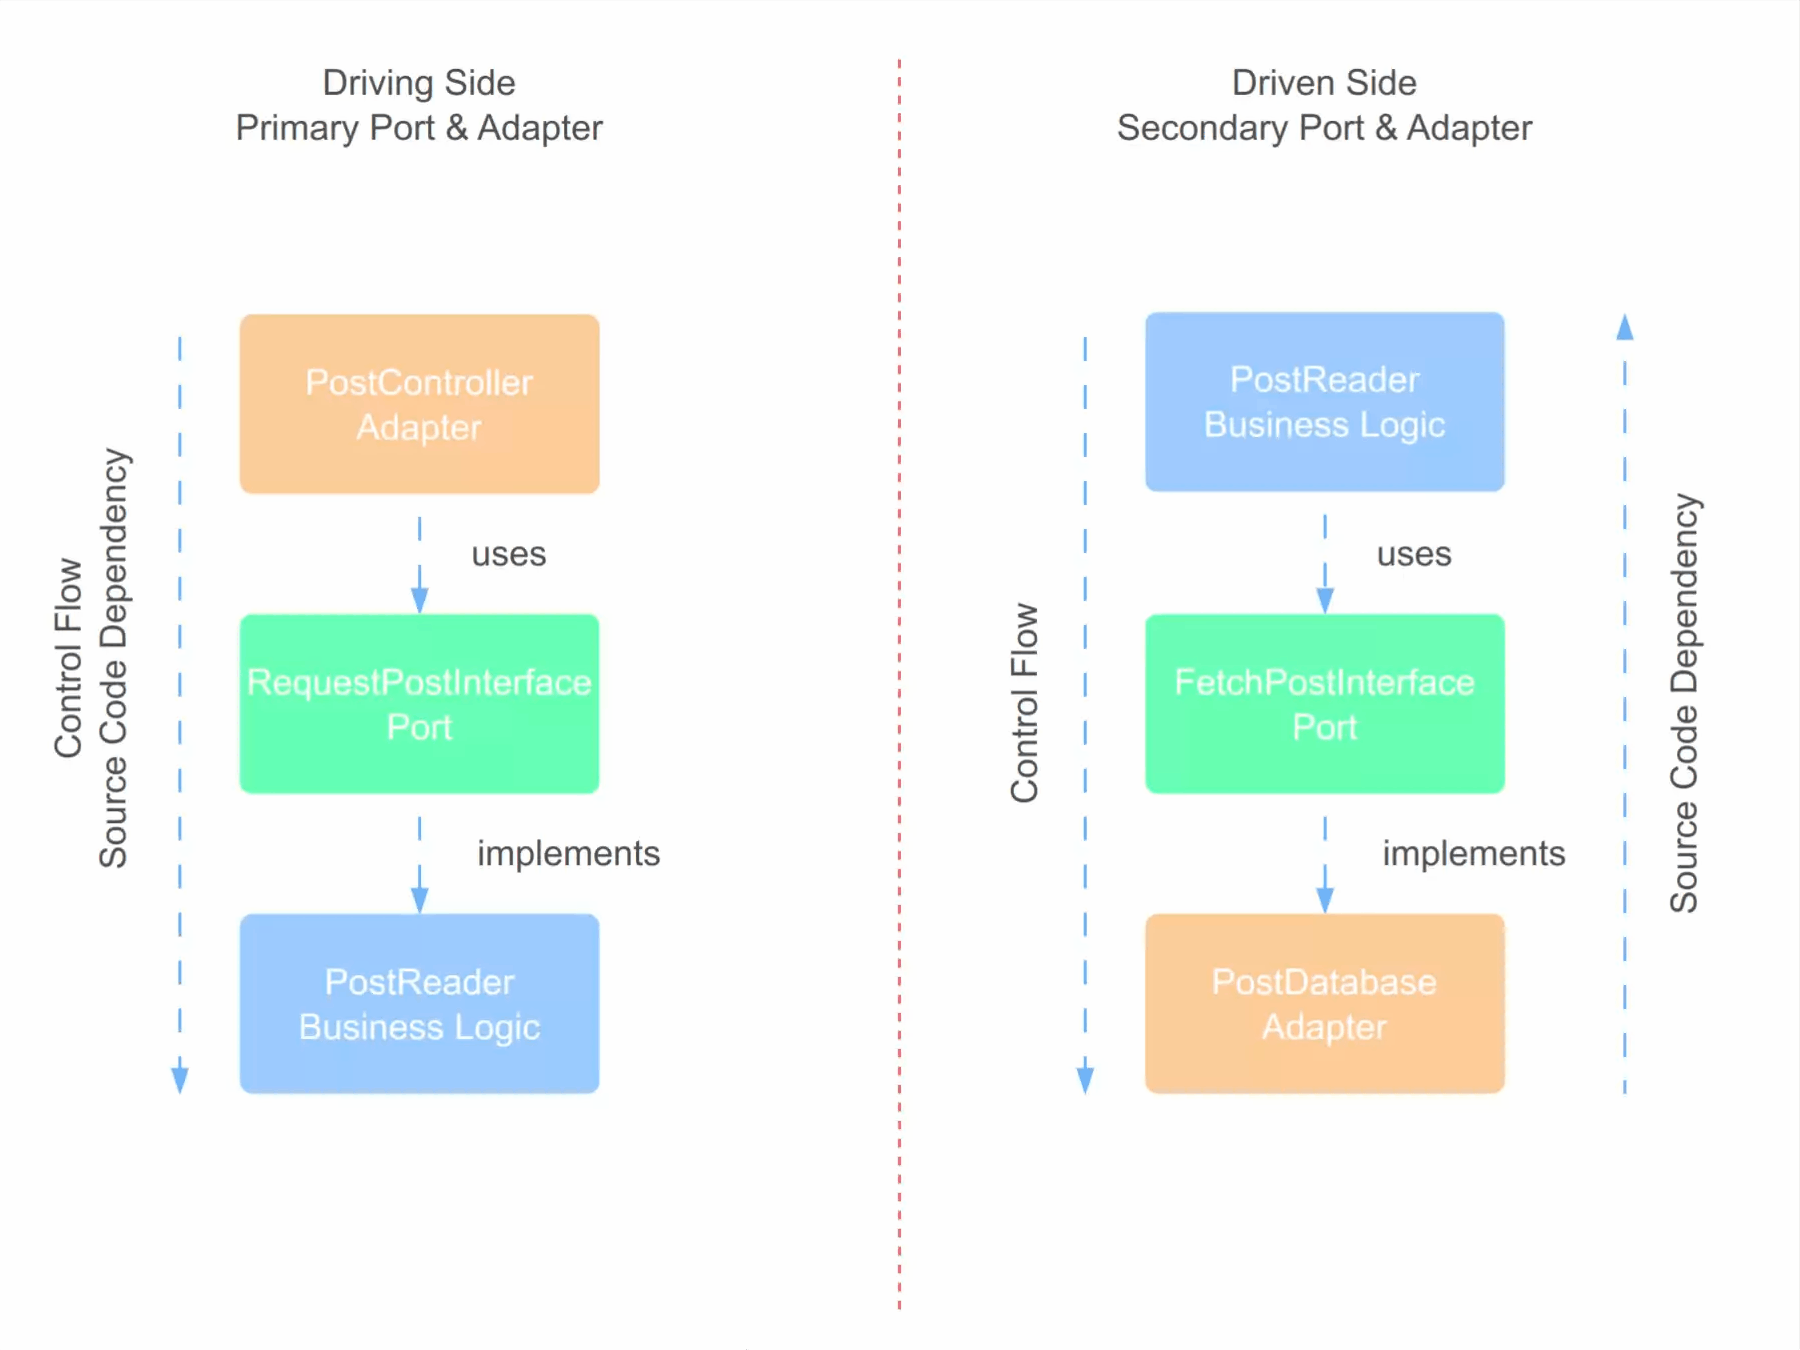 Driving Side
Primary Port & Adapter
Control Flow
Source Code Dependency
PostController
Adapter
uses
RequestPostInterface
Port
implements
PostReader
Business Logic
Driven Side
Secondary Port & Adapter
Control Flow
PostReader
Business Logic
uses
FetchPostInterface
Port
implements
PostDatabase
Adapter
Source Code Dependency